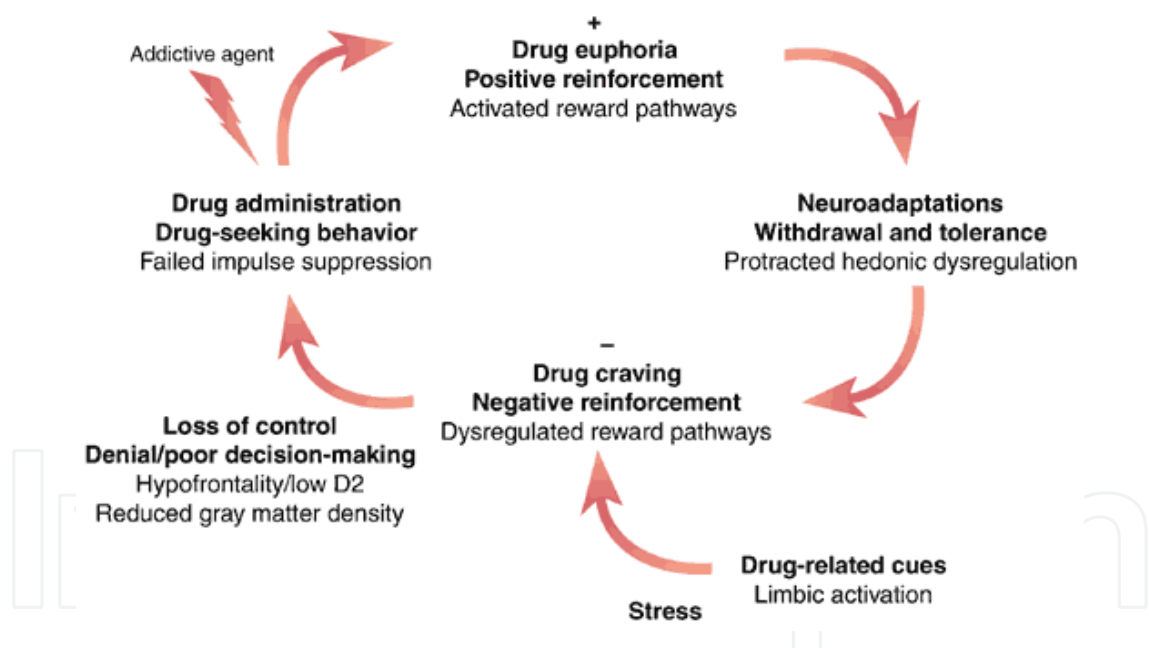 +
Drug euphoria
Positive reinforcement
Activated reward pathways
Addictive agent
Drug administration
Drug-seeking behavior
Failed impulse suppression
Neuroadaptations
Withdrawal and tolerance
Protracted hedonic dysregulation
–
Drug craving
Negative reinforcement
Dysregulated reward pathways
Loss of control
Denial/poor decision-making
Hypofrontality/low D2
Reduced gray matter density
Drug-related cues
Limbic activation
Stress